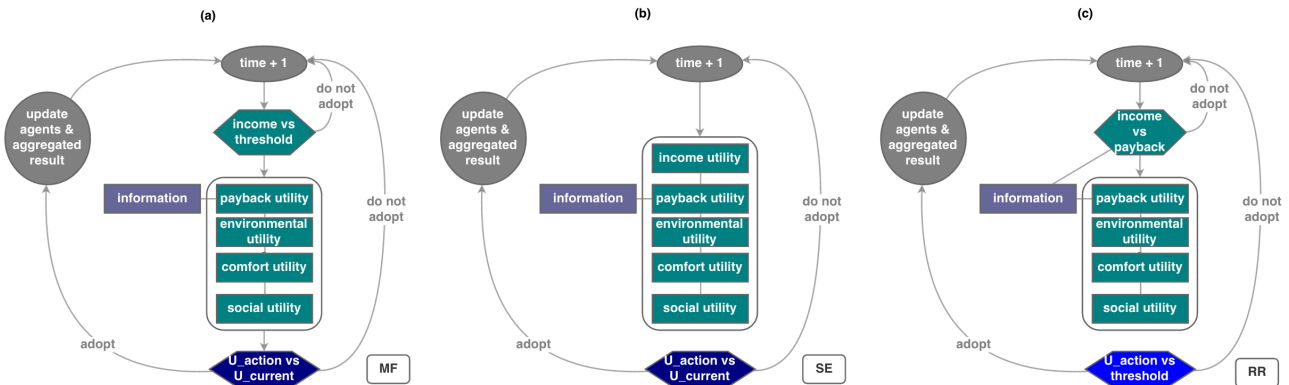 (a)
time + 1
do not
adopt
update
agents &
aggregated
result
income vs
threshold
information
payback utility
environmental
utility
comfort utility
social utility
do not
adopt
adopt
U_action vs
U_current
MF
(b)
time + 1
update
agents &
aggregated
result
income utility
information
payback utility
environmental
utility
comfort utility
social utility
do not
adopt
adopt
U_action vs
U_current
SE
(c)
time + 1
do not
adopt
update
agents &
aggregated
result
income
vs
payback
information
payback utility
environmental
utility
comfort utility
social utility
do not
adopt
adopt
U_action vs
threshold
RR